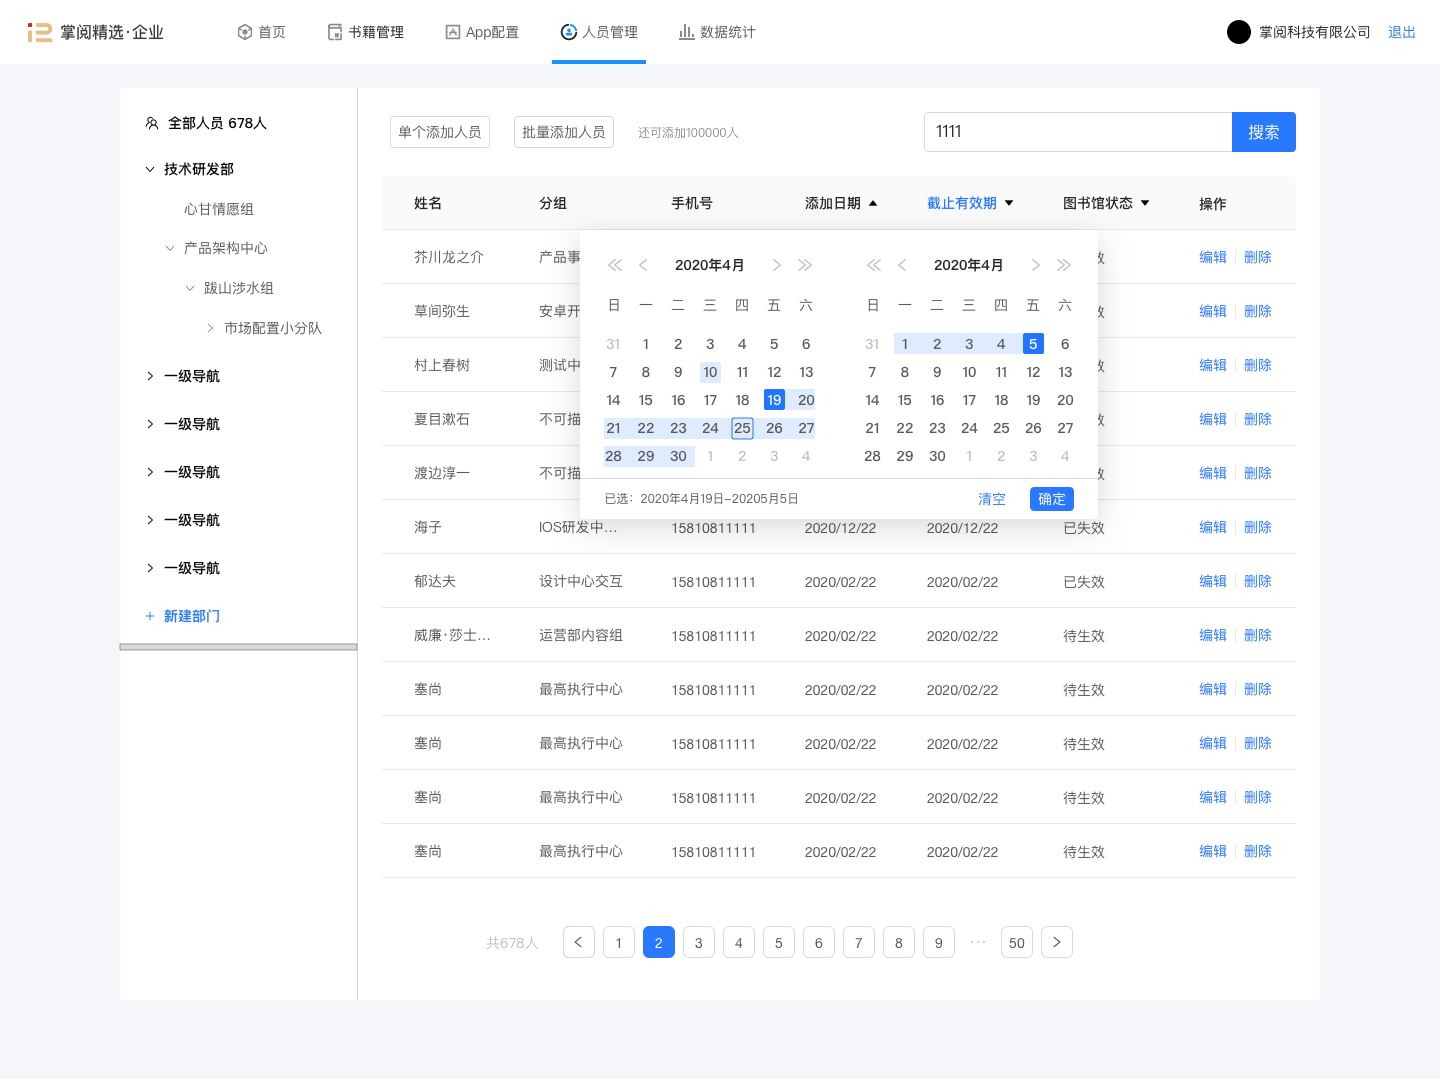 掌阅精选·企业 首页 书籍管理 App配置 人员管理 数据统计 掌阅科技有限公司 退出
全部人员 678人
技术研发部
心甘情愿组
产品架构中心
跋山涉水组
市场配置小分队
一级导航
一级导航
一级导航
一级导航
一级导航
新建部门
单个添加人员 批量添加人员 还可添加100000人 1111 搜索
姓名 分组 手机号 添加日期 截止有效期 图书馆状态 操作
芥川龙之介 产品事 效 编辑 删除
草间弥生 安卓开 效 编辑 删除
村上春树 测试中 效 编辑 删除
夏目漱石 不可描 效 编辑 删除
渡边淳一 不可描 效 编辑 删除
海子 IOS研发中... 15810811111 2020/12/22 2020/12/22 已失效 编辑 删除
郁达夫 设计中心交互 15810811111 2020/02/22 2020/02/22 已失效 编辑 删除
威廉·莎士... 运营部内容组 15810811111 2020/02/22 2020/02/22 待生效 编辑 删除
塞尚 最高执行中心 15810811111 2020/02/22 2020/02/22 待生效 编辑 删除
塞尚 最高执行中心 15810811111 2020/02/22 2020/02/22 待生效 编辑 删除
塞尚 最高执行中心 15810811111 2020/02/22 2020/02/22 待生效 编辑 删除
塞尚 最高执行中心 15810811111 2020/02/22 2020/02/22 待生效 编辑 删除
2020年4月
日 一 二 三 四 五 六
31 1 2 3 4 5 6
7 8 9 10 11 12 13
14 15 16 17 18 19 20
21 22 23 24 25 26 27
28 29 30 1 2 3 4
2020年4月
日 一 二 三 四 五 六
31 1 2 3 4 5 6
7 8 9 10 11 12 13
14 15 16 17 18 19 20
21 22 23 24 25 26 27
28 29 30 1 2 3 4
已选：2020年4月19日-20205月5日 清空 确定
共678人 1 2 3 4 5 6 7 8 9 ··· 50